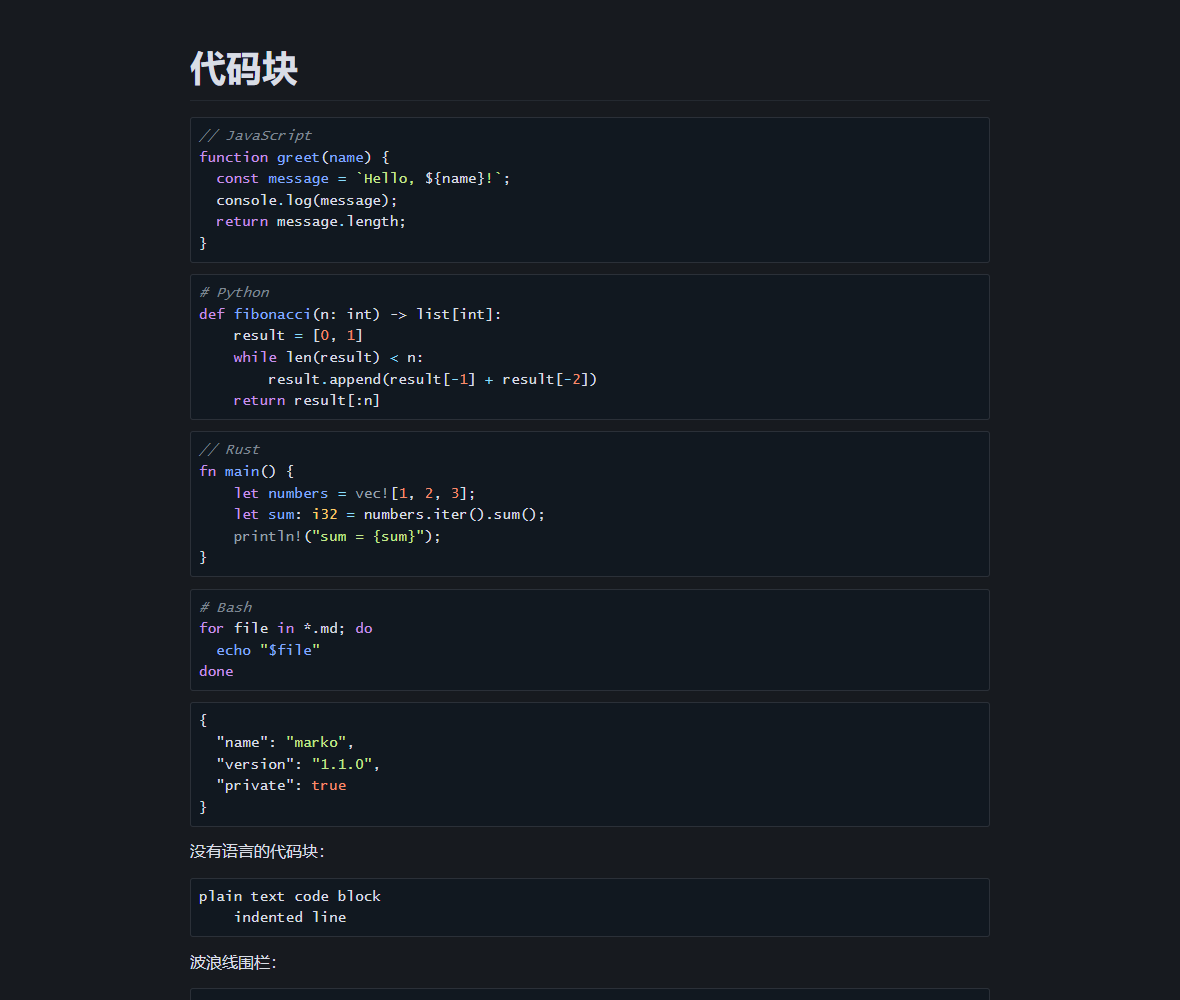 代码块
// JavaScript
function greet(name) {
  const message = `Hello, ${name}!`;
  console.log(message);
  return message.length;
}
# Python
def fibonacci(n: int) -> list[int]:
    result = [0, 1]
    while len(result) < n:
        result.append(result[-1] + result[-2])
    return result[:n]
// Rust
fn main() {
    let numbers = vec![1, 2, 3];
    let sum: i32 = numbers.iter().sum();
    println!("sum = {sum}");
}
# Bash
for file in *.md; do
  echo "$file"
done
{
  "name": "marko",
  "version": "1.1.0",
  "private": true
}
没有语言的代码块：
plain text code block
    indented line
波浪线围栏：